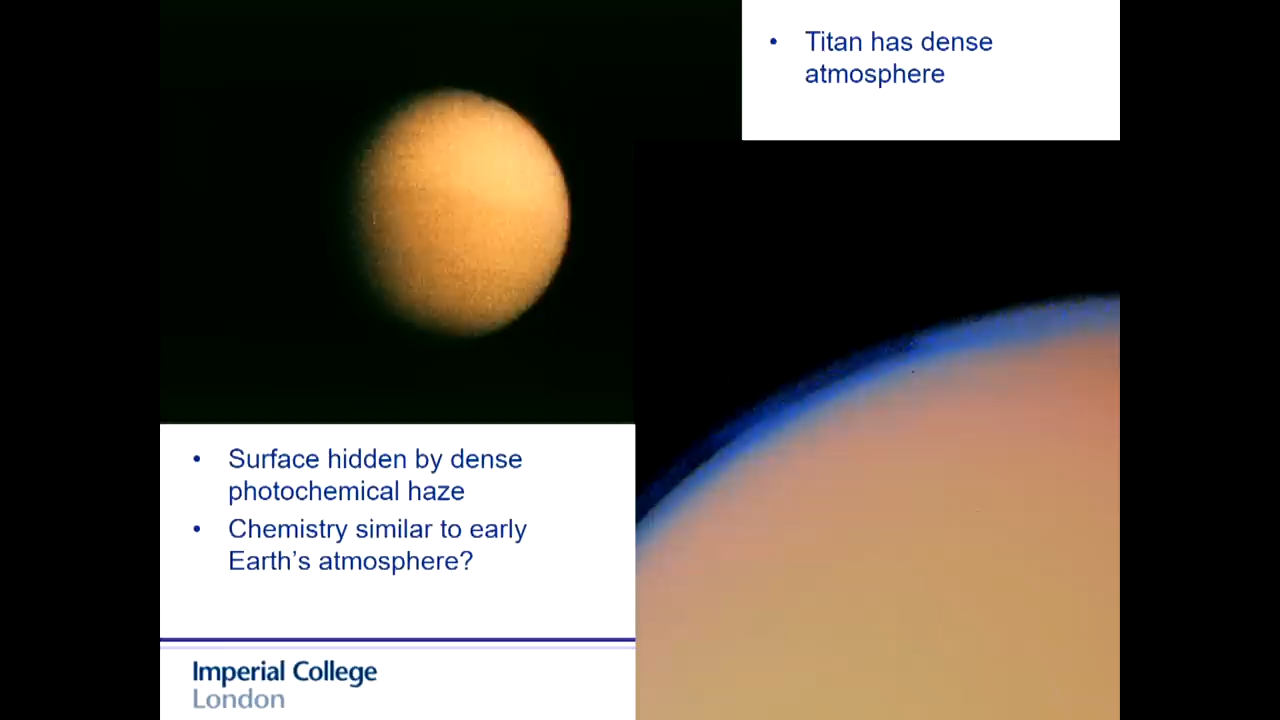 • Titan has dense
atmosphere
• Surface hidden by dense
photochemical haze
• Chemistry similar to early
Earth’s atmosphere?
Imperial College
London